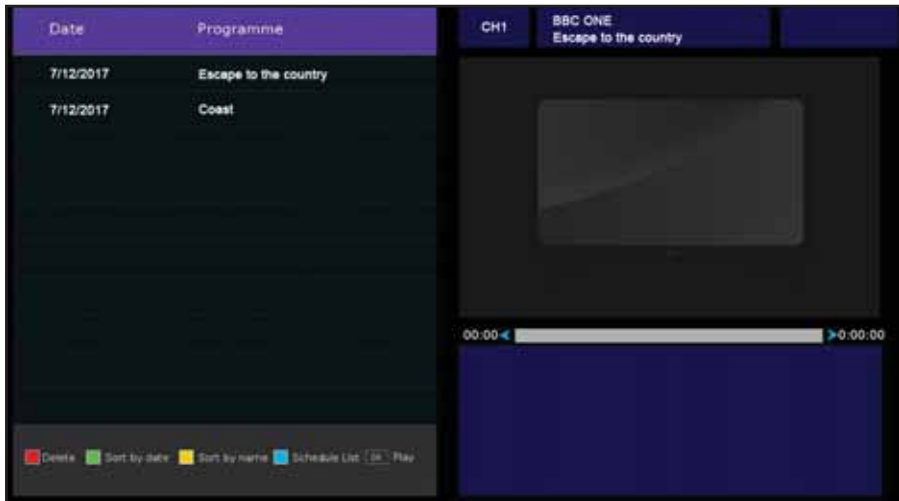 Date Programme
7/12/2017 Escape to the country
7/12/2017 Coast
Delete Sort by date Sort by name Schedule List OK Play
CH1
BBC ONE
Escape to the country
00:00 0:00:00